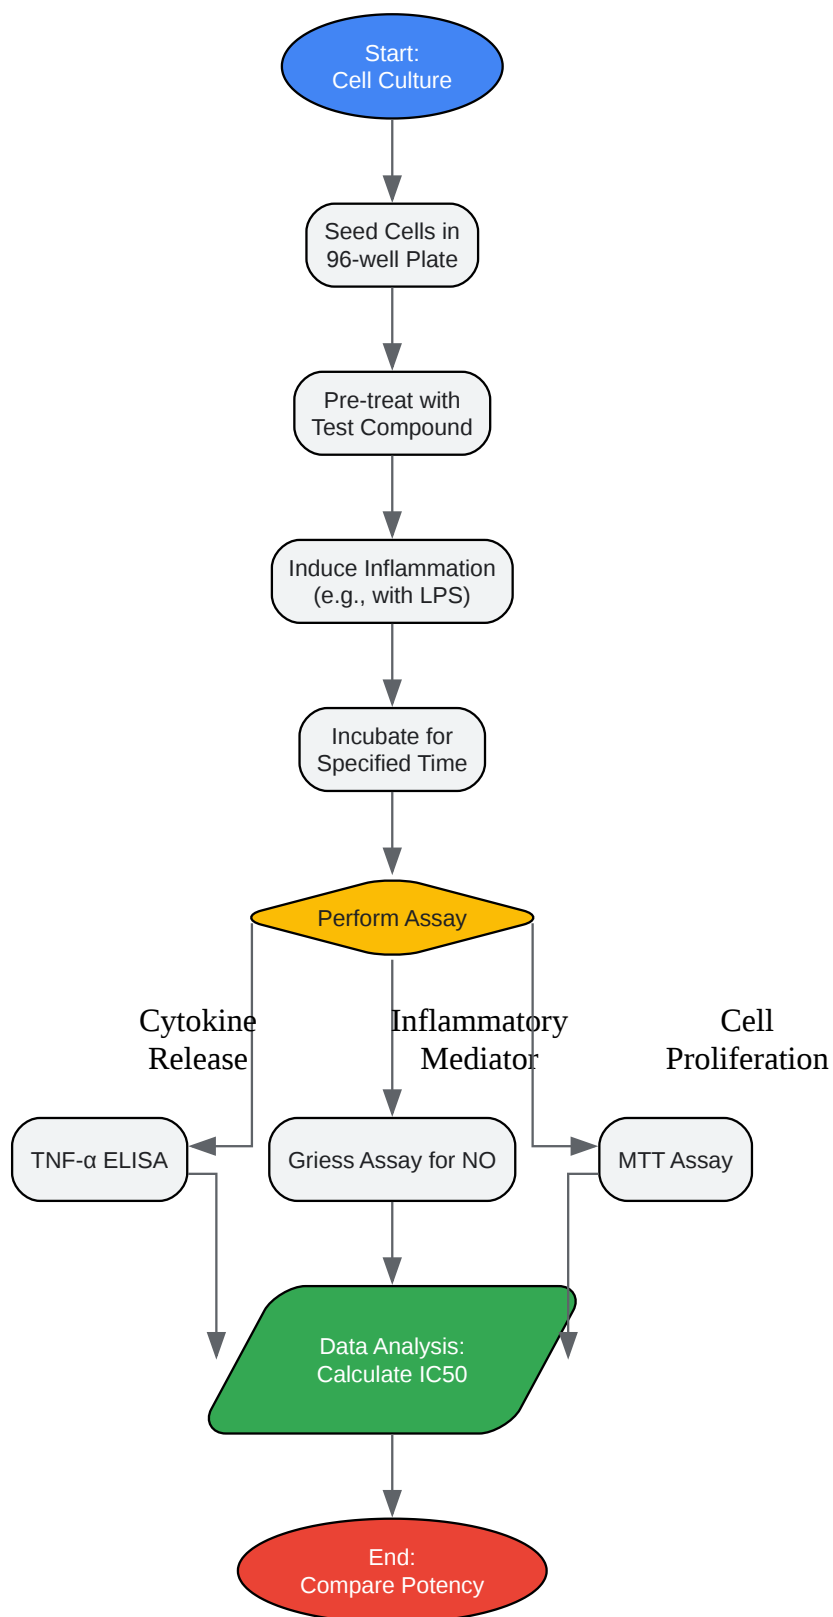 Start:
Cell Culture
Seed Cells in
96-well Plate
Pre-treat with
Test Compound
Induce Inflammation
(e.g., with LPS)
Incubate for
Specified Time
Perform Assay
Cytokine
Release
Inflammatory
Mediator
Cell
Proliferation
TNF-α ELISA
Griess Assay for NO
MTT Assay
Data Analysis:
Calculate IC50
End:
Compare Potency